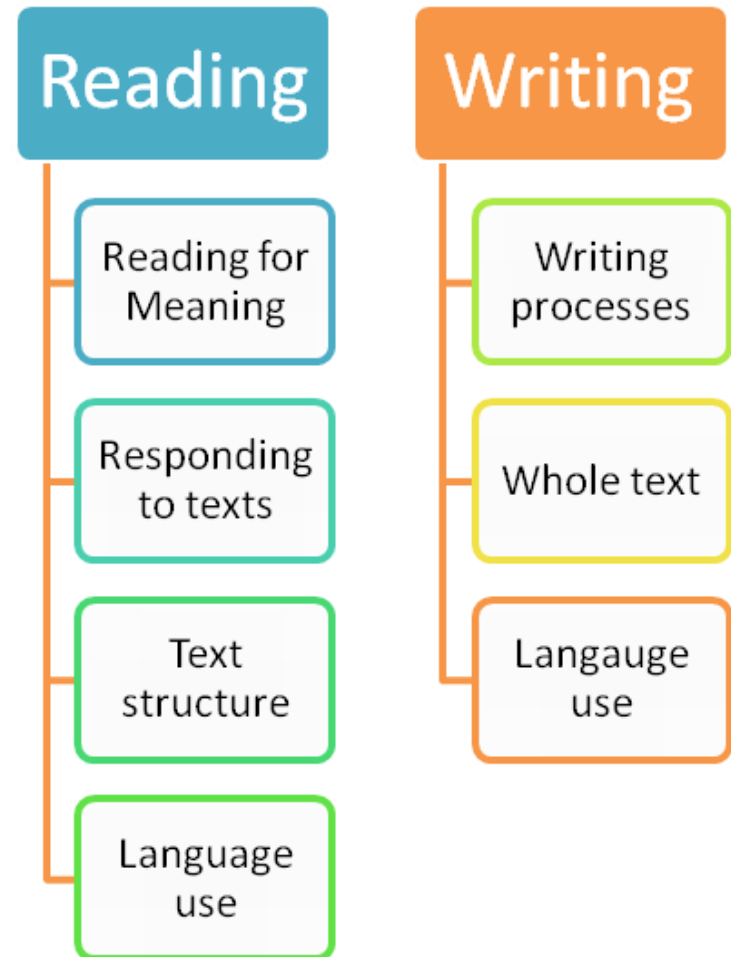 Reading
Reading for
Meaning
Responding
to texts
Text
structure
Language
use
Writing
Writing
processes
Whole text
Langauge
use